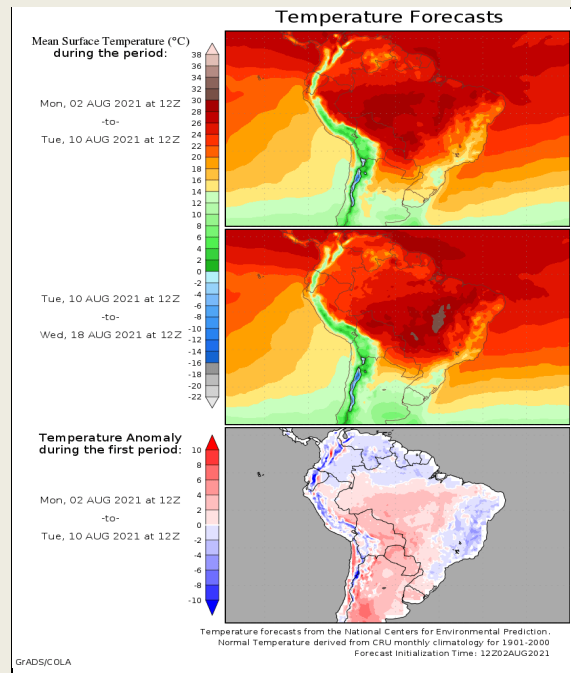 Temperature Forecasts
Mean Surface Temperature (°C)
during the period:
Mon, 02 AUG 2021 at 12Z
-to-
Tue, 10 AUG 2021 at 12Z
38
36
34
32
30
28
26
24
22
20
18
16
14
12
10
8
6
4
2
0
-2
-4
-6
-8
-10
-12
-14
-16
-18
-20
-22
Tue, 10 AUG 2021 at 12Z
-to-
Wed, 18 AUG 2021 at 12Z
Temperature Anomaly
during the first period:
Mon, 02 AUG 2021 at 12Z
-to-
Tue, 10 AUG 2021 at 12Z
10
8
6
4
2
0
-2
-4
-6
-8
-10
Temperature forecasts from the National Centers for Environmental Prediction.
Normal Temperature derived from CRU monthly climatology for 1901-2000
Forecast Initialization Time: 12Z02AUG2021
GrADS/COLA